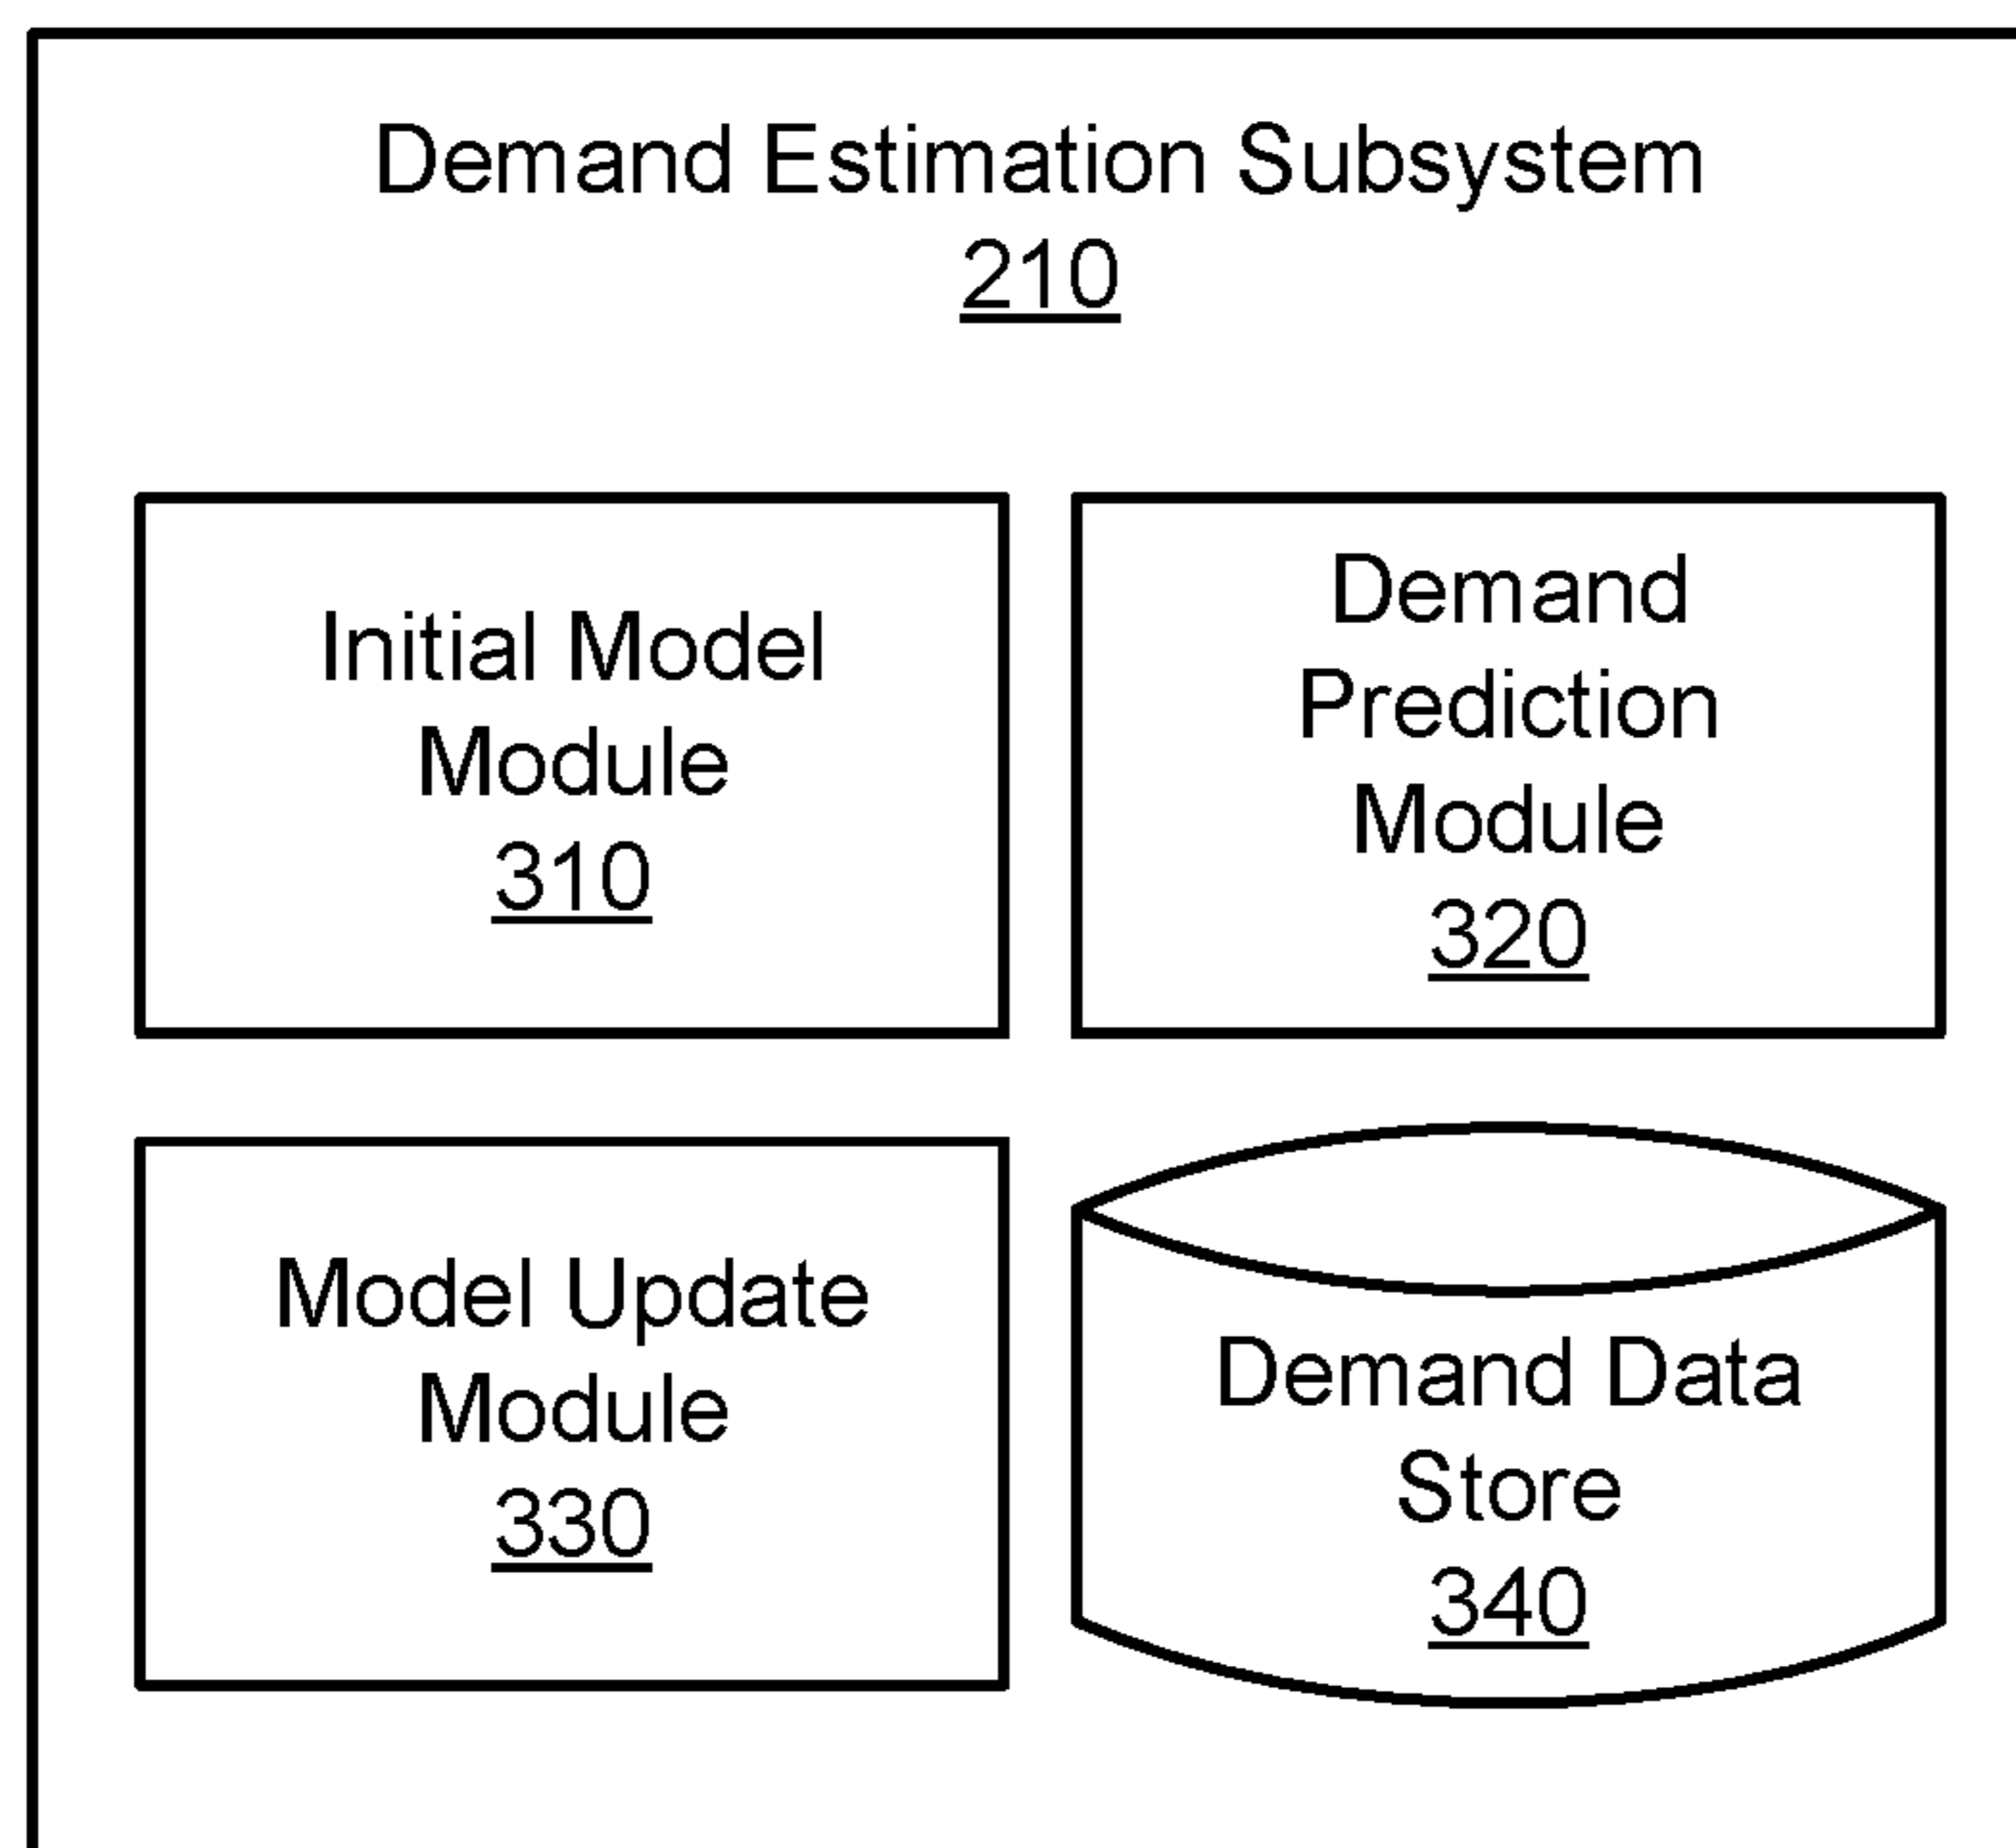 Demand Estimation Subsystem
210
Initial Model
Module
310
Demand
Prediction
Module
320
Model Update
Module
330
Demand Data
Store
340